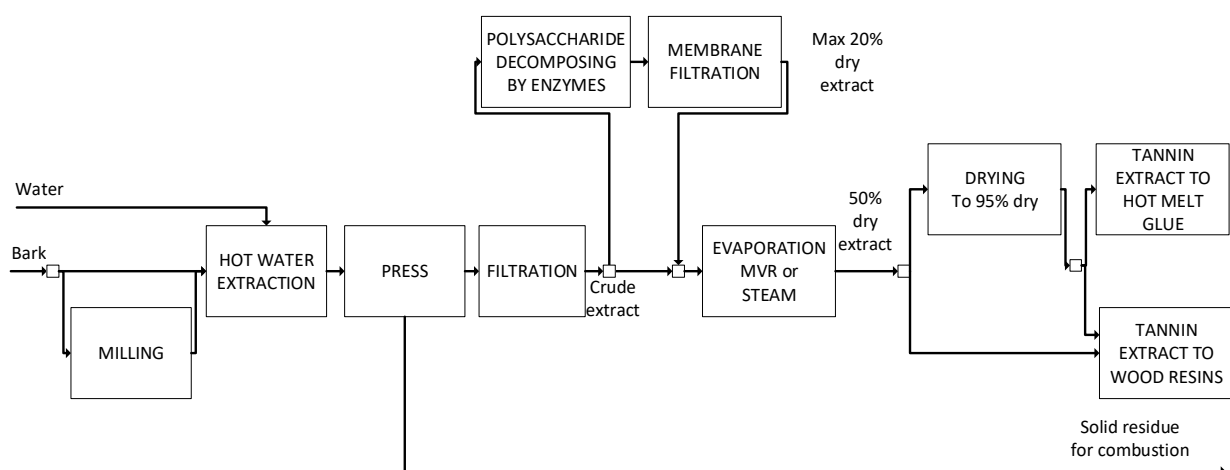 POLYSACCHARIDE
DECOMPOSING
BY ENZYMES
MEMBRANE
FILTRATION
Max 20%
dry
extract
Water
Bark
MILLING
HOT WATER
EXTRACTION
PRESS
FILTRATION
Crude
extract
EVAPORATION
MVR or
STEAM
50%
dry
extract
DRYING
To 95% dry
TANNIN
EXTRACT TO
HOT MELT
GLUE
TANNIN
EXTRACT TO
WOOD RESINS
Solid residue
for combustion